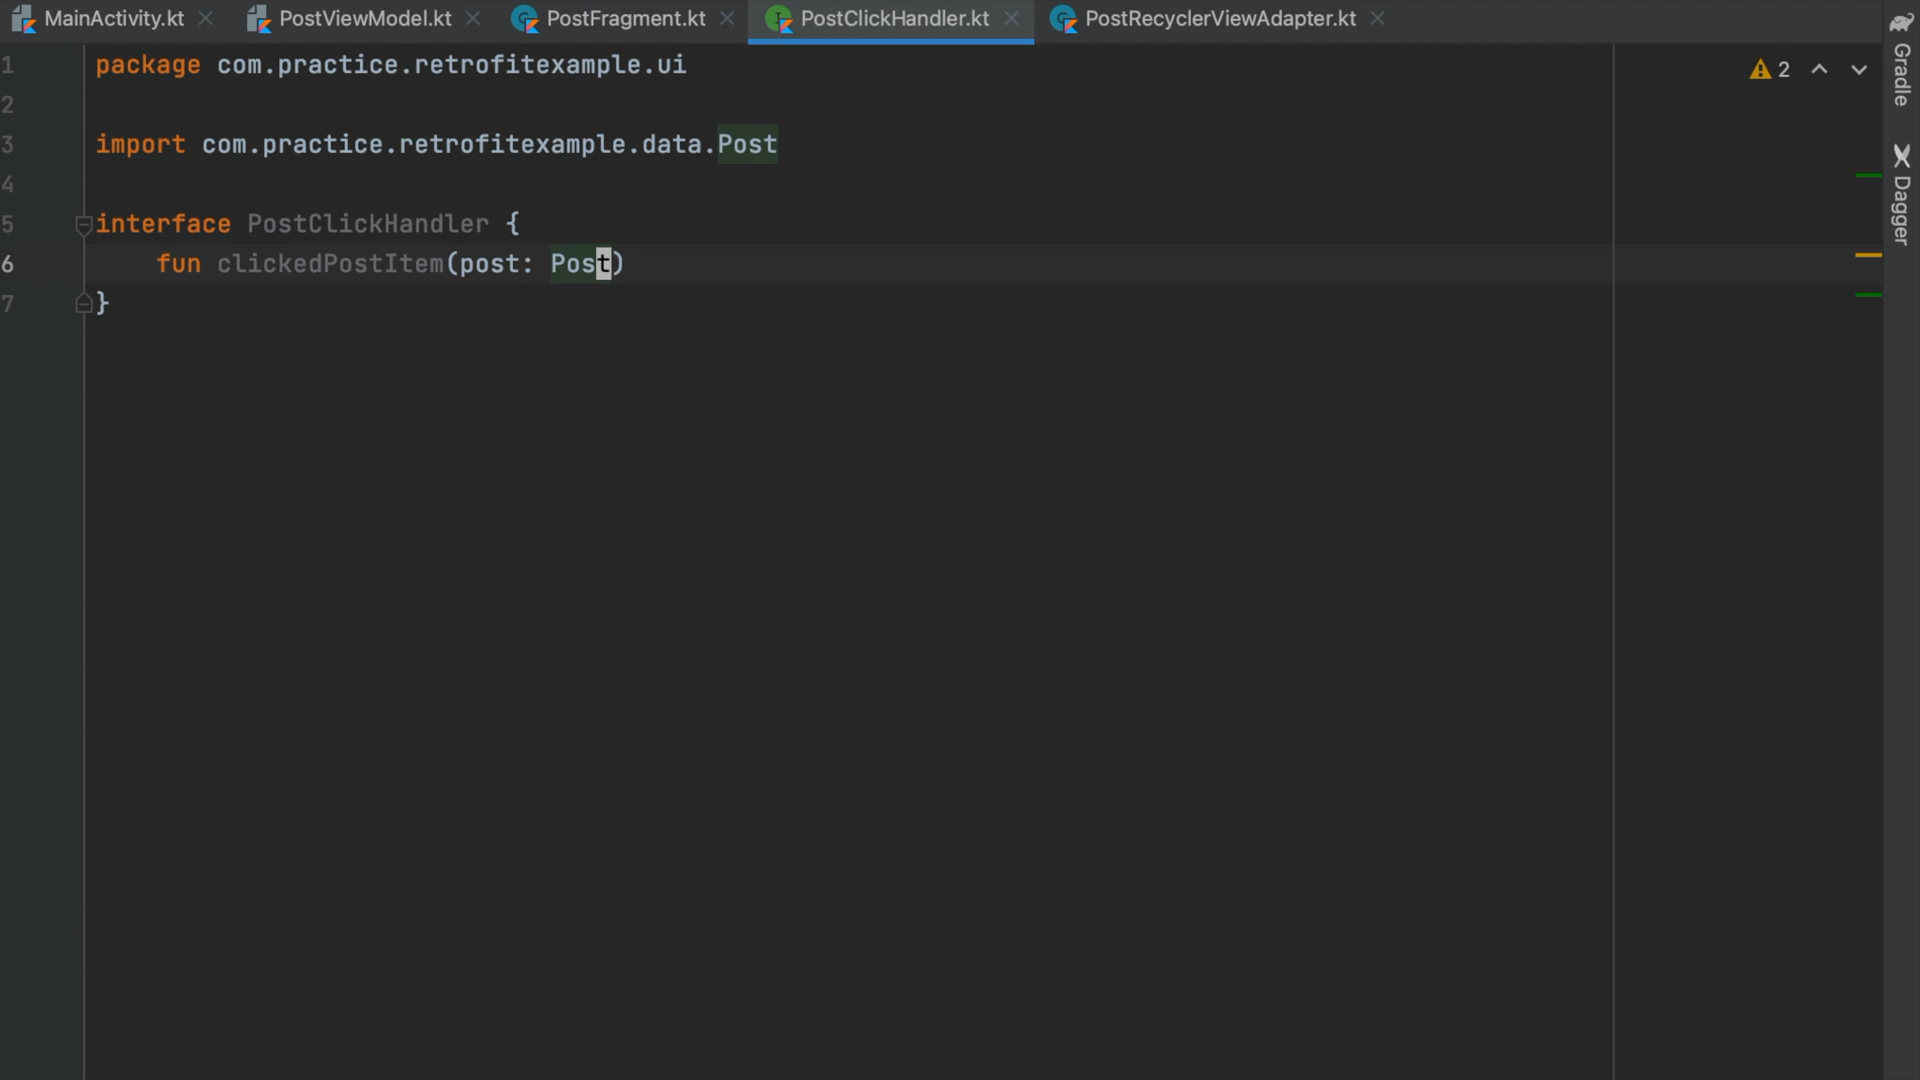 MainActivity.kt PostViewModel.kt PostFragment.kt PostClickHandler.kt PostRecyclerViewAdapter.kt
1 package com.practice.retrofitexample.ui
2
3 import com.practice.retrofitexample.data.Post
4
5 interface PostClickHandler {
6 fun clickedPostItem(post: Post)
7 }
2
Gradle
Dagger